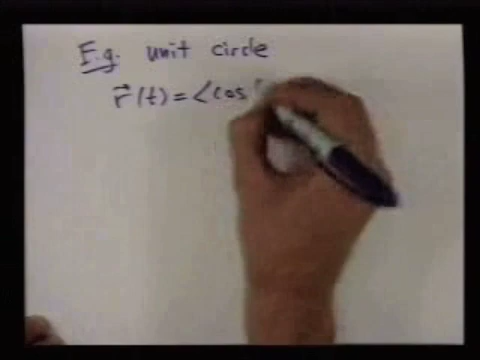 E.g. unit circle
r⃗(t) = <cos